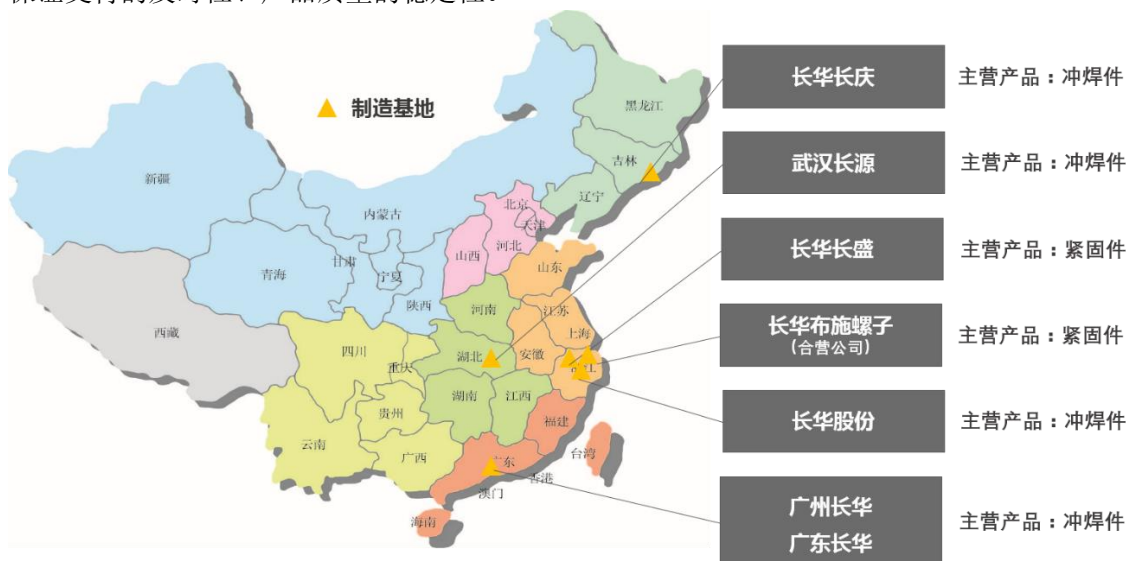 制造基地
黑龙江
吉林
辽宁
新疆
内蒙古
北京
天津
河北
山西
山东
甘肃
宁夏
青海
陕西
河南
江苏
上海
安徽
西藏
四川
重庆
湖北
湖南
江西
贵州
云南
广西
福建
台湾
香港
澳门
海南
长华长庆
主营产品：冲焊件
武汉长源
主营产品：冲焊件
长华长盛
主营产品：紧固件
长华布施螺子
(合营公司)
主营产品：紧固件
长华股份
主营产品：冲焊件
广州长华
广东长华
主营产品：冲焊件